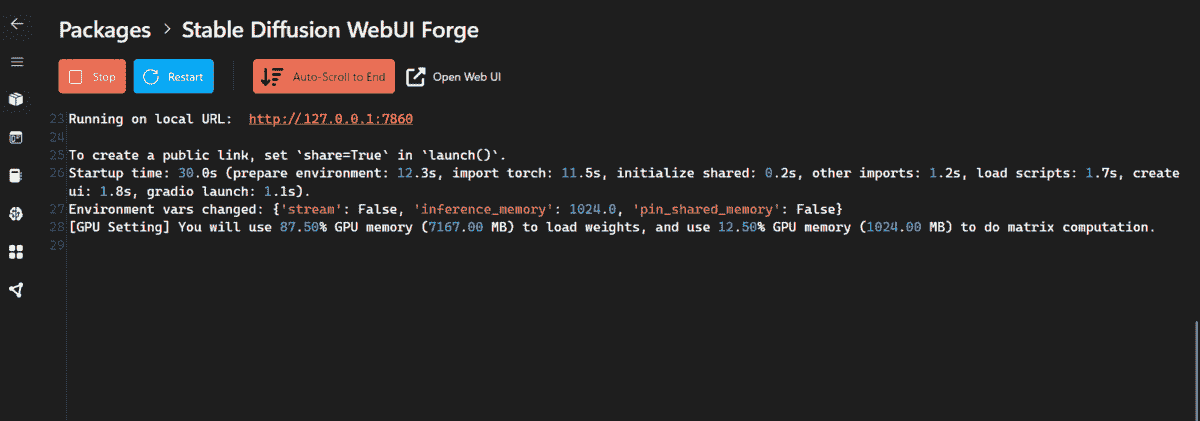 Packages > Stable Diffusion WebUI Forge
Stop Restart Auto-Scroll to End Open Web UI
23 Running on local URL: http://127.0.0.1:7860
24
25 To create a public link, set `share=True` in `launch()`.
26 Startup time: 30.0s (prepare environment: 12.3s, import torch: 11.5s, initialize shared: 0.2s, other imports: 1.2s, load scripts: 1.7s, create
ui: 1.8s, gradio launch: 1.1s).
27 Environment vars changed: {'stream': False, 'inference_memory': 1024.0, 'pin_shared_memory': False}
28 [GPU Setting] You will use 87.50% GPU memory (7167.00 MB) to load weights, and use 12.50% GPU memory (1024.00 MB) to do matrix computation.
29